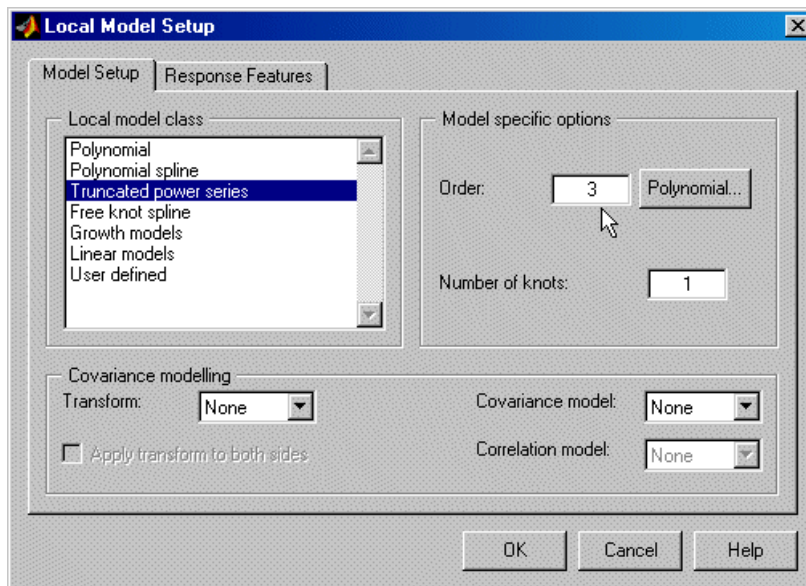 Local Model Setup
Model Setup
Response Features
Local model class
Polynomial
Polynomial spline
Truncated power series
Free knot spline
Growth models
Linear models
User defined
Model specific options
Order:
3
Polynomial...
Number of knots:
1
Covariance modelling
Transform:
None
Apply transform to both sides
Covariance model:
None
Correlation model:
None
OK
Cancel
Help